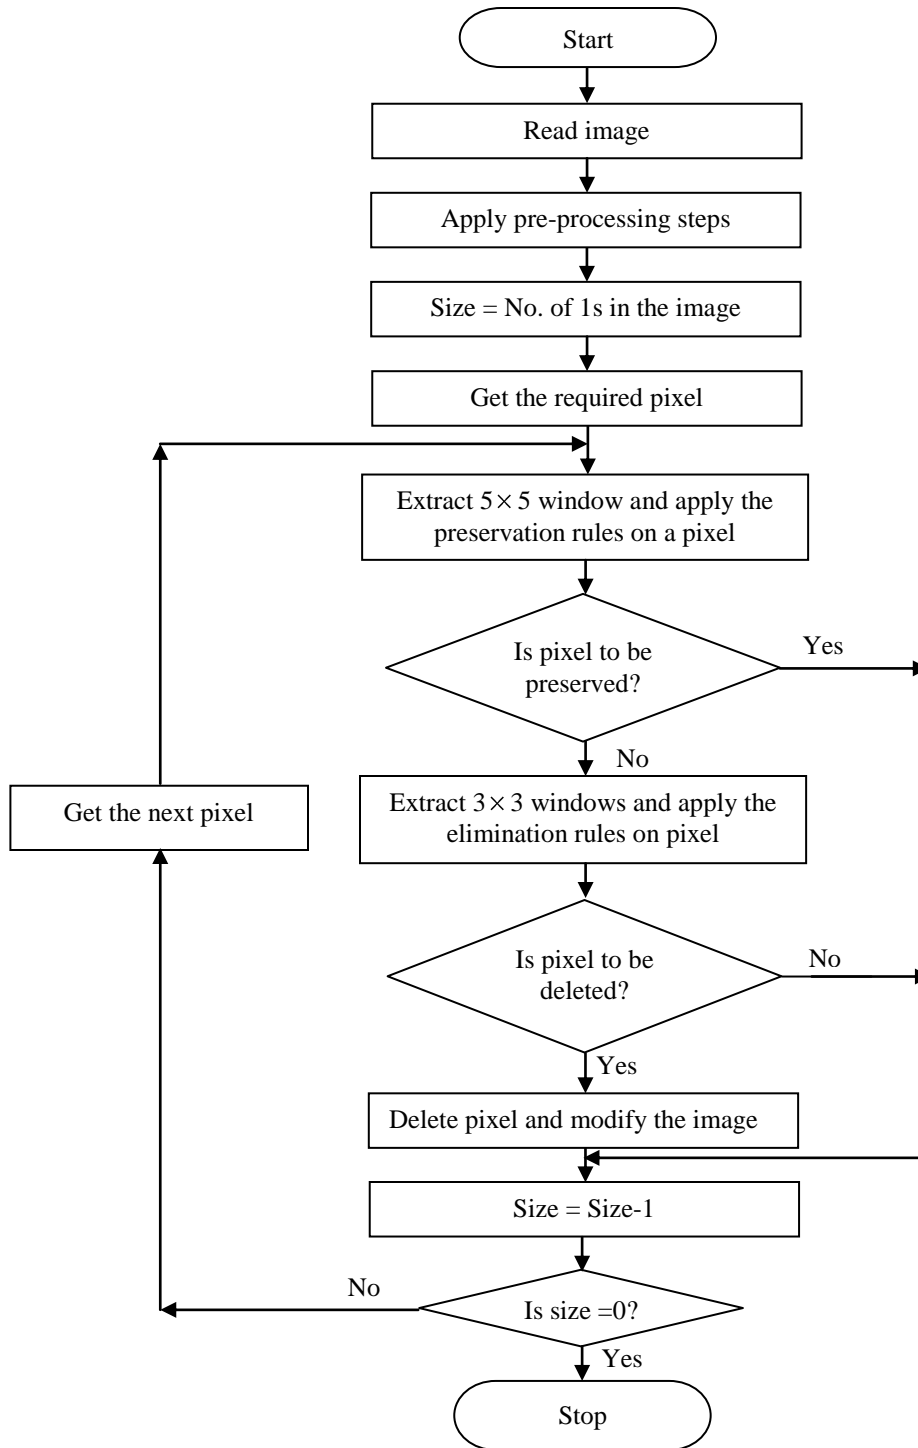 Start
Read image
Apply pre-processing steps
Size = No. of 1s in the image
Get the required pixel
Extract 5 × 5 window and apply the
preservation rules on a pixel
Is pixel to be
preserved?
Yes
No
Get the next pixel
Extract 3 × 3 windows and apply the
elimination rules on pixel
Is pixel to be
deleted?
No
Yes
Delete pixel and modify the image
Size = Size-1
No
Is size =0?
Yes
Stop